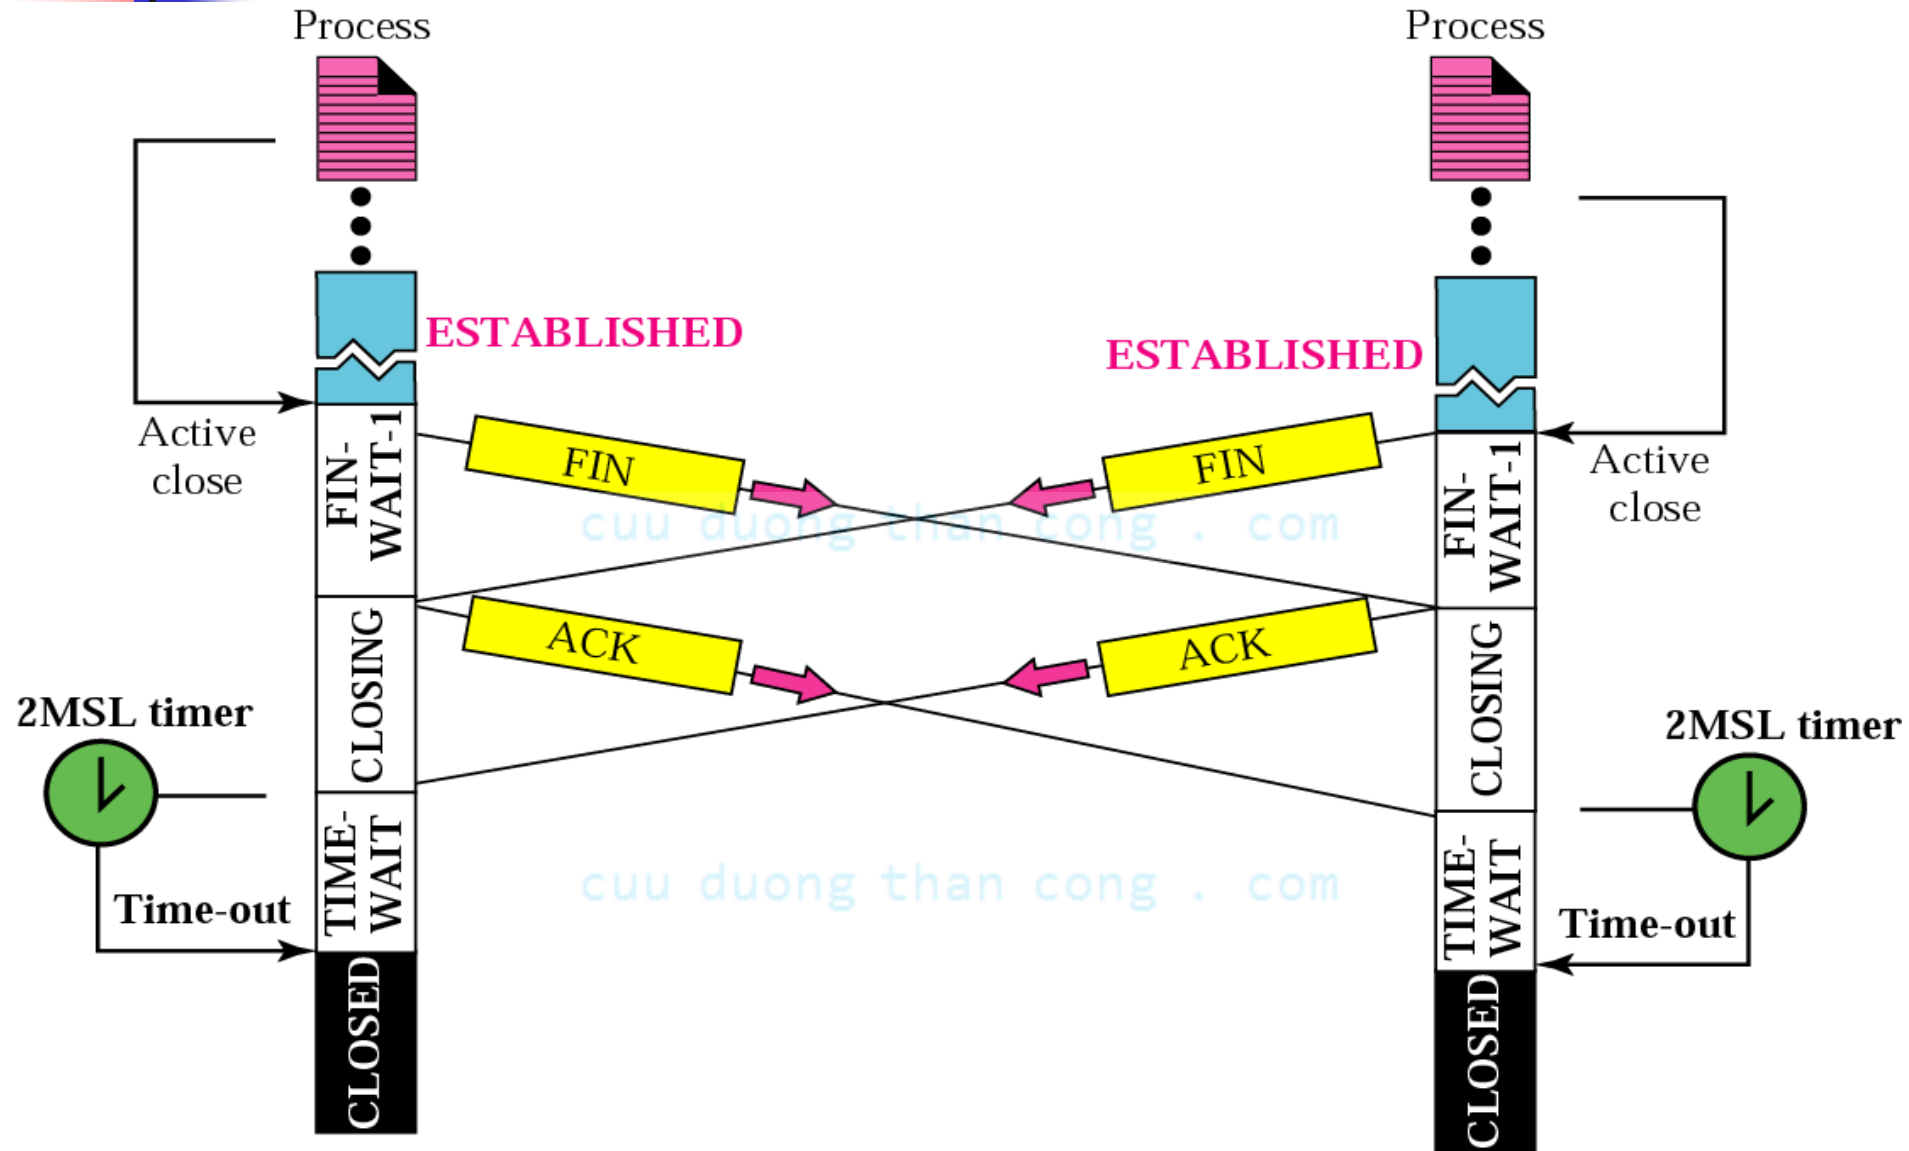 Process
Process
ESTABLISHED
ESTABLISHED
Active
close
Active
close
FIN-
WAIT-1
FIN
FIN
FIN-
WAIT-1
cuu duong than cong . com
CLOSING
ACK
ACK
CLOSING
2MSL timer
2MSL timer
TIME-
WAIT
TIME-
WAIT
cuu duong than cong . com
Time-out
Time-out
CLOSED
CLOSED